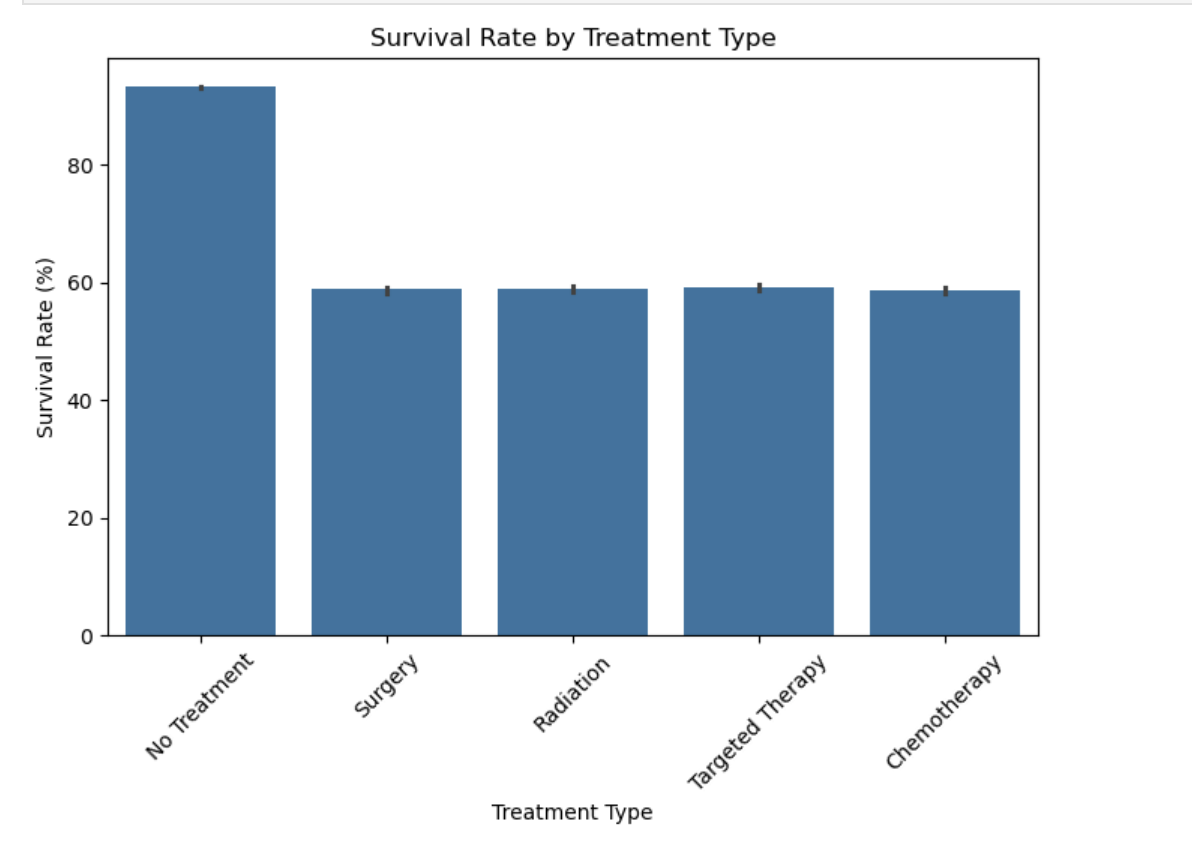 Survival Rate by Treatment Type
Survival Rate (%)
80
60
40
20
0
No Treatment
Surgery
Radiation
Targeted Therapy
Chemotherapy
Treatment Type